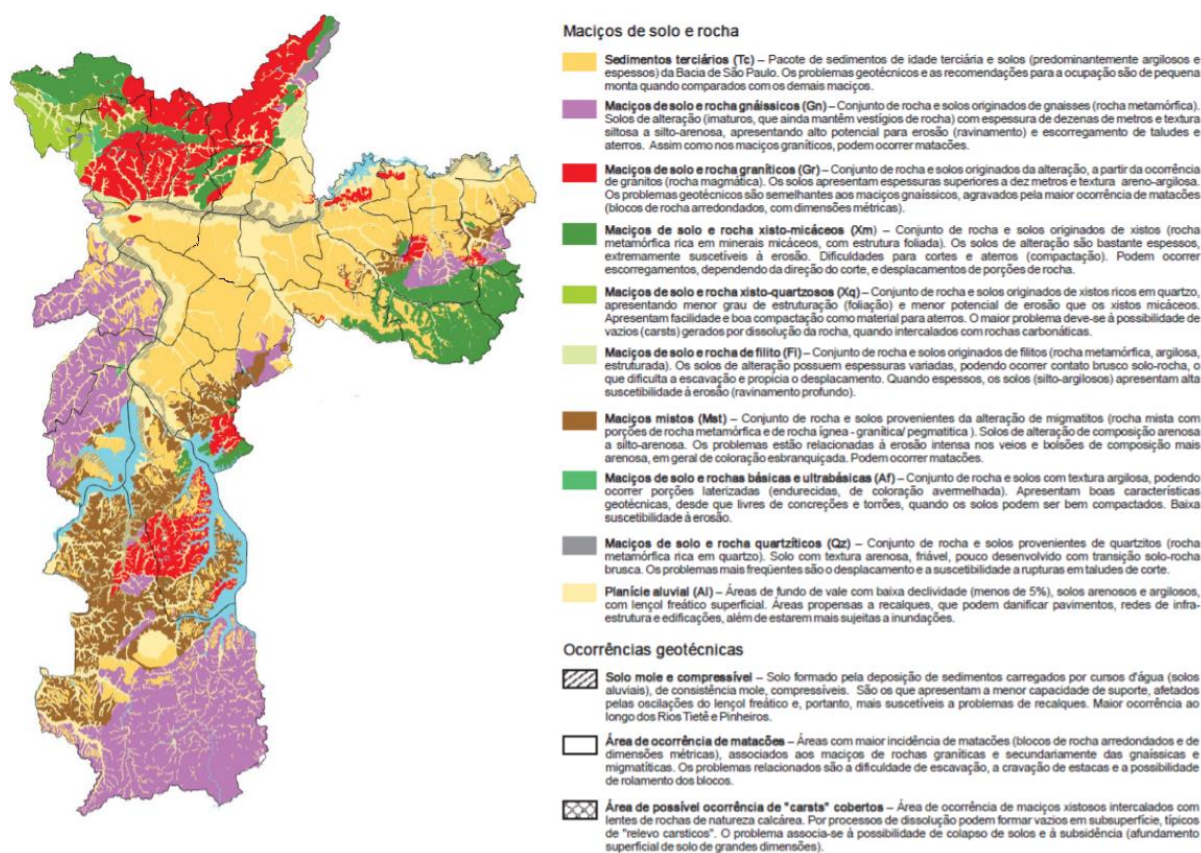 Maciços de solo e rocha
Sedimentos terciários (Tc) – Pacote de sedimentos de idade terciária e solos (predominantemente argilosos e
espessos) da Bacia de São Paulo. Os problemas geotécnicos e as recomendações para a ocupação são de pequena
monta quando comparados com os demais maciços.
Maciços de solo e rocha gnáissicos (Gn) – Conjunto de rocha e solos originados de gnaisses (rocha metamórfica).
Solos de alteração (imaturos, que ainda mantêm vestígios de rocha) com espessura de dezenas de metros e textura
siltosa a silto-arenosa, apresentando alto potencial para erosão (ravinamento) e escorregamento de taludes e
aterros. Assim como nos maciços graníticos, podem ocorrer matacões.
Maciços de solo e rocha graníticos (Gr) – Conjunto de rocha e solos originados da alteração, a partir da ocorrência
de granitos (rocha magmática). Os solos apresentam espessuras superiores a dez metros e textura areno-argilosa.
Os problemas geotécnicos são semelhantes aos maciços gnaíssicos, agravados pela maior ocorrência de matacões
(blocos de rocha arredondados, com dimensões métricas).
Maciços de solo e rocha xisto-micáceos (Xm) – Conjunto de rocha e solos originados de xistos (rocha
metamórfica rica em minerais micáceos, com estrutura foliada). Os solos de alteração são bastante espessos,
extremamente suscetíveis à erosão. Dificuldades para cortes e aterros (compactação). Podem ocorrer
escorregamentos, dependendo da direção do corte, e desplacamentos de porções de rocha.
Maciços de solo e rocha xisto-quartzosos (Xq) – Conjunto de rocha e solos originados de xistos ricos em quartzo,
apresentando menor grau de estruturação (foliação) e menor potencial de erosão que os xistos micáceos.
Apresentam facilidade e boa compactação como material para aterros. O maior problema deve-se à possibilidade de
vazios (carsts) gerados por dissolução da rocha, quando intercalados com rochas carbonáticas.
Maciços de solo e rocha de filito (Fi) – Conjunto de rocha e solos originados de filitos (rocha metamórfica, argilosa,
estruturada). Os solos de alteração possuem espessuras variadas, podendo ocorrer contato brusco solo-rocha, o
que dificulta a escavação e propicia o desplacamento. Quando espessos, os solos (silto-argilosos) apresentam alta
suscetibilidade à erosão (ravinamento profundo).
Maciços mistos (Mst) – Conjunto de rocha e solos provenientes da alteração de migmatitos (rocha mista com
porções de rocha metamórfica e de rocha ígnea - granítica/ pegmatítica ). Solos de alteração de composição arenosa
a silto-arenosa. Os problemas estão relacionadas à erosão intensa nos veios e bolsões de composição mais
arenosa, em geral de coloração esbranquiçada. Podem ocorrer matacões.
Maciços de solo e rochas básicas e ultrabásicas (Af) – Conjunto de rocha e solos com textura argilosa, podendo
ocorrer porções laterizadas (endurecidas, de coloração avermelhada). Apresentam boas características
geotécnicas, desde que livres de concreções e torrões, quando os solos podem ser bem compactados. Baixa
suscetibilidade à erosão.
Maciços de solo e rocha quartzíticos (Qz) – Conjunto de rocha e solos provenientes de quartzitos (rocha
metamórfica rica em quartzo). Solo com textura arenosa, friável, pouco desenvolvido com transição solo-rocha
brusca. Os problemas mais freqüentes são o desplacamento e a suscetibilidade a rupturas em taludes de corte.
Planície aluvial (Al) – Áreas de fundo de vale com baixa declividade (menos de 5%), solos arenosos e argilosos,
com lençol freático superficial. Áreas propensas a recalques, que podem danificar pavimentos, redes de infra-
estrutura e edificações, além de estarem mais sujeitas a inundações.
Ocorrências geotécnicas
Solo mole e compressível – Solo formado pela deposição de sedimentos carregados por cursos d'água (solos
aluviais), de consistência mole, compressíveis. São os que apresentam a menor capacidade de suporte, afetados
pelas oscilações do lençol freático e, portanto, mais suscetíveis a problemas de recalques. Maior ocorrência ao
longo dos Rios Tietê e Pinheiros.
Área de ocorrência de matacões – Áreas com maior incidência de matacões (blocos de rocha arredondados e de
dimensões métricas), associados aos maciços de rochas graníticas e secundariamente das gnaíssicas e
migmatíticas. Os problemas relacionados são a dificuldade de escavação, a cravação de estacas e a possibilidade
de rolamento dos blocos.
Área de possível ocorrência de "carsts" cobertos – Área de ocorrência de maciços xistosos intercalados com
lentes de rochas de natureza calcárea. Por processos de dissolução podem formar vazios em subsuperfície, típicos
de "relevo carsticos". O problema associa-se à possibilidade de colapso de solos e à subsidência (afundamento
superficial de solo de grandes dimensões).